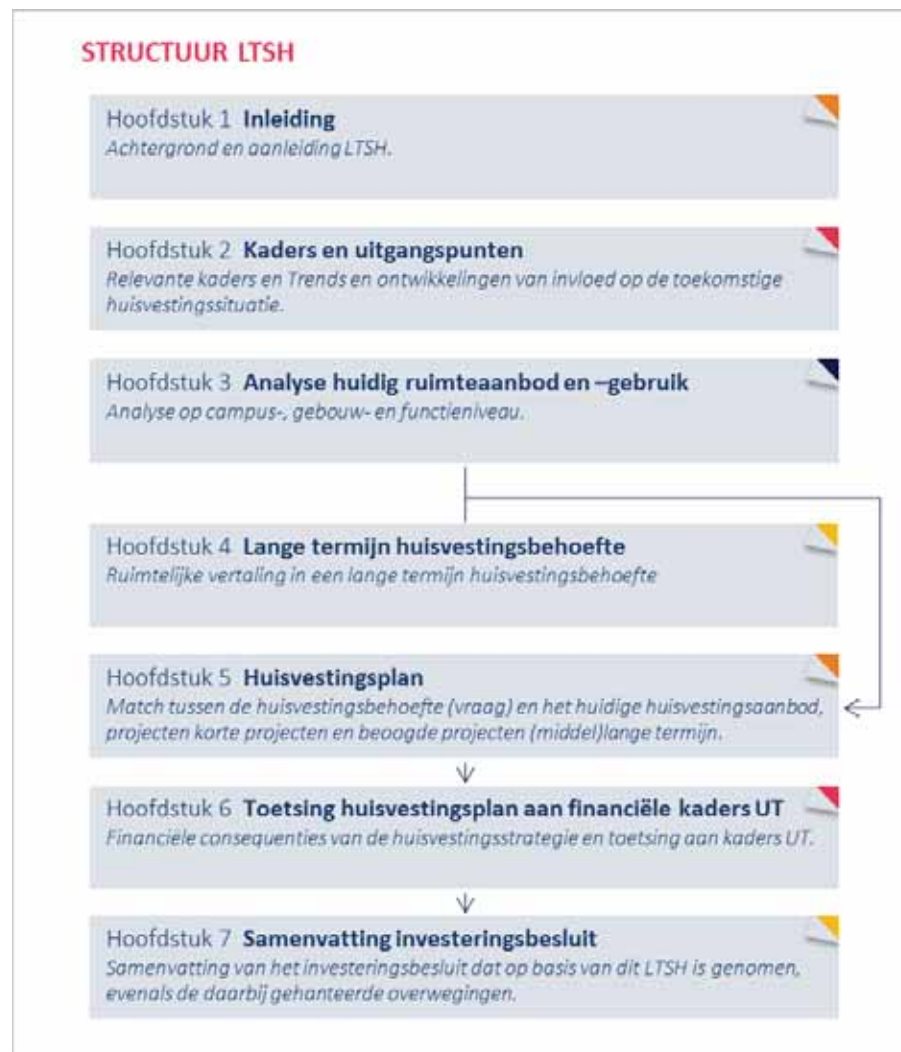 STRUCTUUR LTSH
Hoofdstuk 1 Inleiding
Achtergrond en aanleiding LTSH.
Hoofdstuk 2 Kaders en uitgangspunten
Relevante kaders en Trends en ontwikkelingen van invloed op de toekomstige
huisvestingssituatie.
Hoofdstuk 3 Analyse huidig ruimteaanbod en –gebruik
Analyse op campus-, gebouw- en functieniveau.
Hoofdstuk 4 Lange termijn huisvestingsbehoefte
Ruimtelijke vertaling in een lange termijn huisvestingsbehoefte
Hoofdstuk 5 Huisvestingsplan
Match tussen de huisvestingsbehoefte (vraag) en het huidige huisvestingsaanbod,
projecten korte projecten en beoogde projecten (middel)lange termijn.
Hoofdstuk 6 Toetsing huisvestingsplan aan financiële kaders UT
Financiële consequenties van de huisvestingsstrategie en toetsing aan kaders UT.
Hoofdstuk 7 Samenvatting investeringsbesluit
Samenvatting van het investeringsbesluit dat op basis van dit LTSH is genomen,
evenals de daarbij gehanteerde overwegingen.